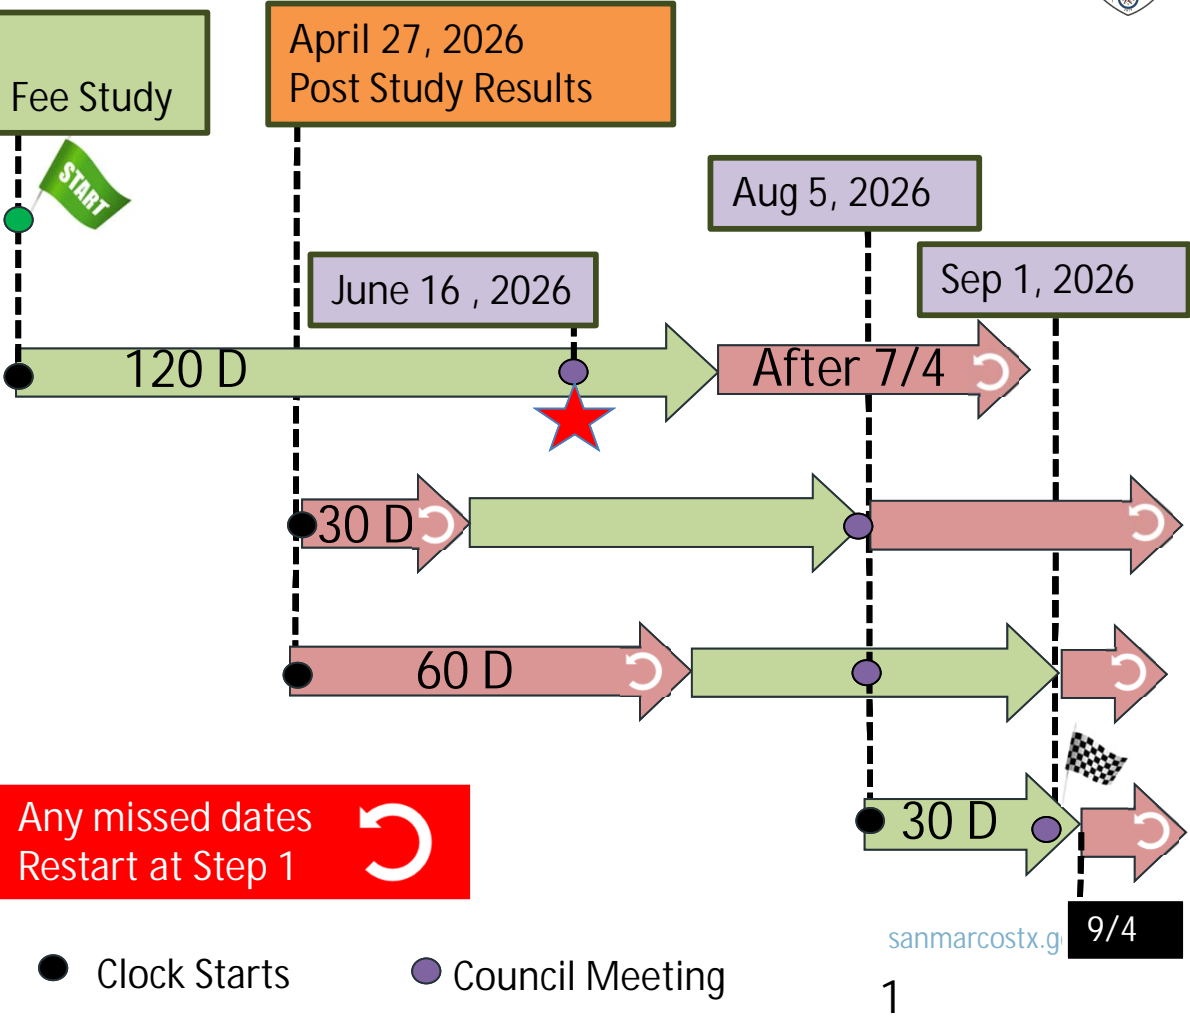 Fee Study
April 27, 2026
Post Study Results
START
Aug 5, 2026
Sep 1, 2026
June 16 , 2026
120 D
After 7/4
30 D
60 D
30 D
Any missed dates
Restart at Step 1
9/4
sanmarcostx.g
Clock Starts
Council Meeting
1